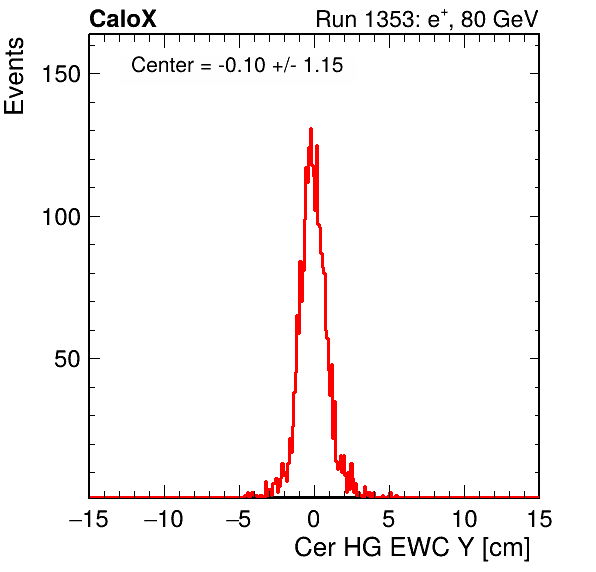 CaloX
Run 1353: e⁺, 80 GeV
Events
Center = -0.10 +/- 1.15
150
100
50
−15 −10 −5 0 5 10 15
Cer HG EWC Y [cm]